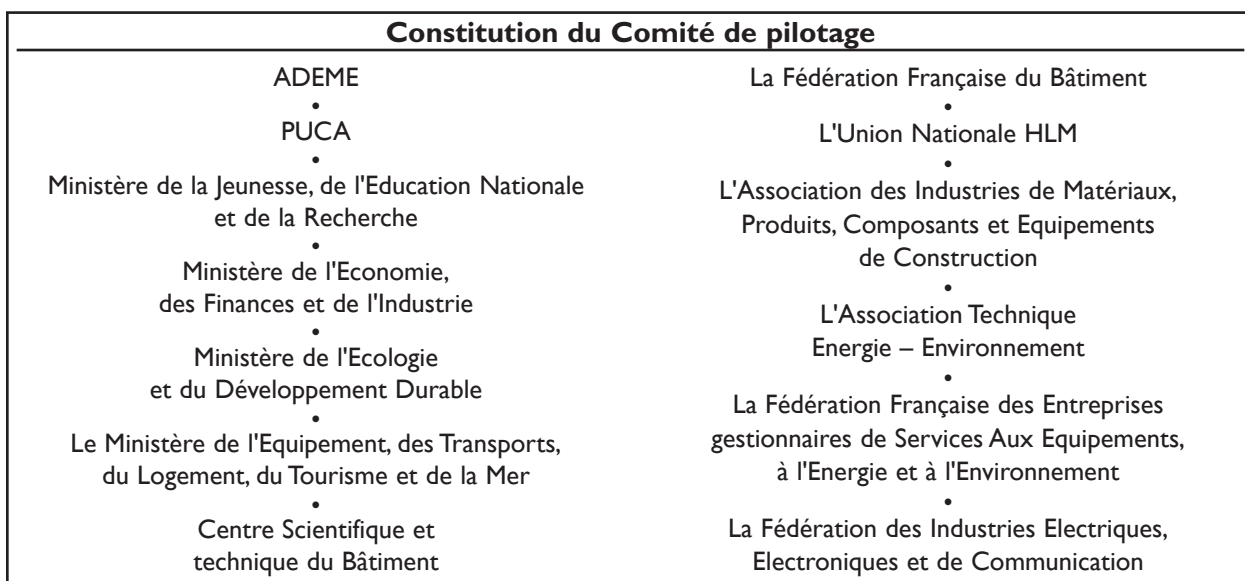 Constitution du Comité de pilotage
ADEME
•
PUCA
•
Ministère de la Jeunesse, de l'Education Nationale
et de la Recherche
•
Ministère de l'Economie,
des Finances et de l'Industrie
•
Ministère de l'Ecologie
et du Développement Durable
•
Le Ministère de l'Equipement, des Transports,
du Logement, du Tourisme et de la Mer
•
Centre Scientifique et
technique du Bâtiment
La Fédération Française du Bâtiment
•
L'Union Nationale HLM
•
L'Association des Industries de Matériaux,
Produits, Composants et Equipements
de Construction
•
L'Association Technique
Energie – Environnement
•
La Fédération Française des Entreprises
gestionnaires de Services Aux Equipements,
à l'Energie et à l'Environnement
•
La Fédération des Industries Electriques,
Electroniques et de Communication